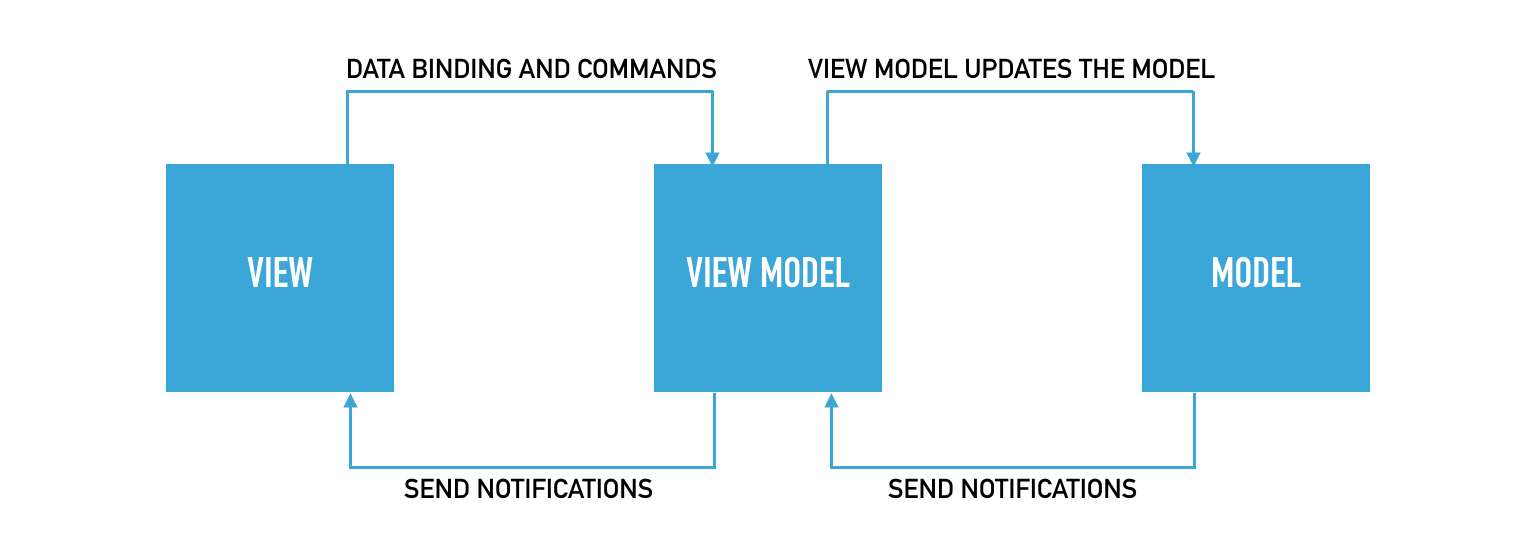 DATA BINDING AND COMMANDS
VIEW MODEL UPDATES THE MODEL
VIEW
VIEW MODEL
MODEL
SEND NOTIFICATIONS
SEND NOTIFICATIONS